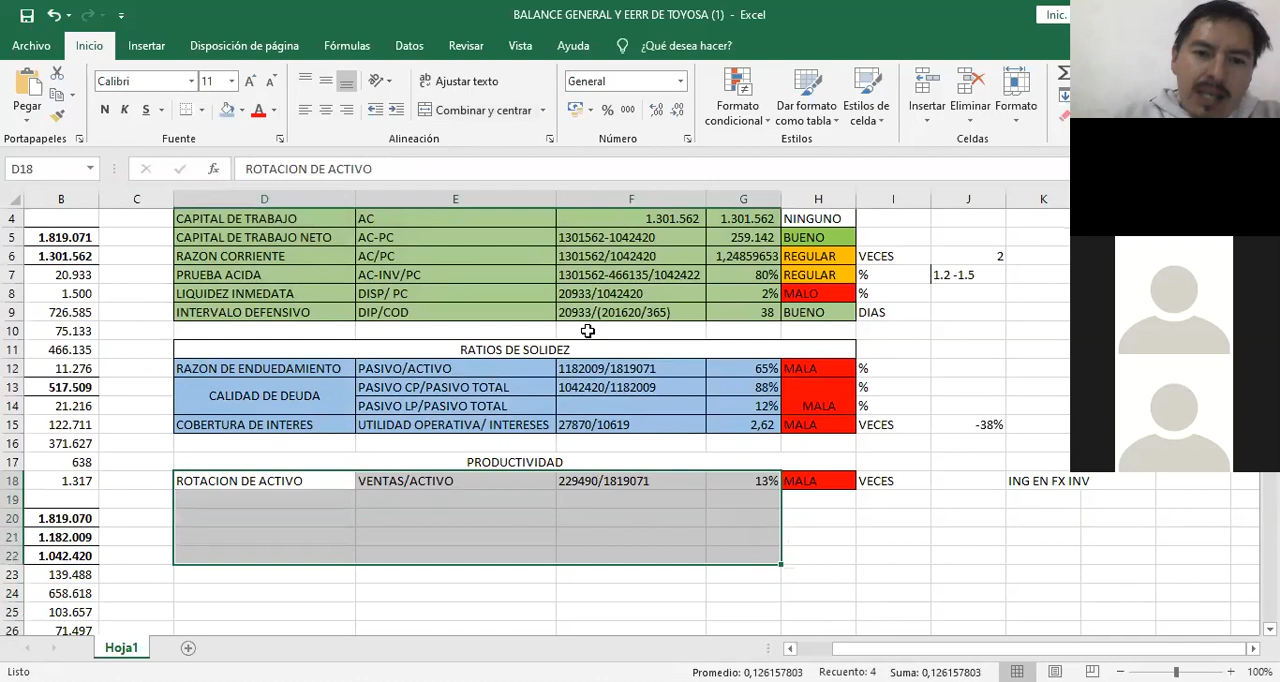 BALANCE GENERAL Y EERR DE TOYOSA (1) - Excel
Inic.
Archivo Inicio Insertar Disposición de página Fórmulas Datos Revisar Vista Ayuda ¿Qué desea hacer?
Pegar
Calibri 11
Ajustar texto
General
N K S
Combinar y centrar
% 000
Formato condicional
Dar formato como tabla
Estilos de celda
Insertar
Eliminar
Formato
Portapapeles Fuente Alineación Número Estilos Celdas
D18 fx ROTACION DE ACTIVO
B C D E F G H I J K
4 CAPITAL DE TRABAJO AC 1.301.562 1.301.562 NINGUNO
5 1.819.071 CAPITAL DE TRABAJO NETO AC-PC 1301562-1042420 259.142 BUENO
6 1.301.562 RAZON CORRIENTE AC/PC 1301562/1042420 1,24859653 REGULAR VECES 2
7 20.933 PRUEBA ACIDA AC-INV/PC 1301562-466135/1042422 80% REGULAR % 1.2 -1.5
8 1.500 LIQUIDEZ INMEDATA DISP/ PC 20933/1042420 2% MALO %
9 726.585 INTERVALO DEFENSIVO DIP/COD 20933/(201620/365) 38 BUENO DIAS
10 75.133
11 466.135 RATIOS DE SOLIDEZ
12 11.276 RAZON DE ENDUEDAMIENTO PASIVO/ACTIVO 1182009/1819071 65% MALA %
13 517.509 CALIDAD DE DEUDA PASIVO CP/PASIVO TOTAL 1042420/1182009 88% %
14 21.216 PASIVO LP/PASIVO TOTAL 12% MALA %
15 122.711 COBERTURA DE INTERES UTILIDAD OPERATIVA/ INTERESES 27870/10619 2,62 MALA VECES -38%
16 371.627
17 638 PRODUCTIVIDAD
18 1.317 ROTACION DE ACTIVO VENTAS/ACTIVO 229490/1819071 13% MALA VECES ING EN FX INV
19
20 1.819.070
21 1.182.009
22 1.042.420
23 139.488
24 658.618
25 103.657
26 71.497
Hoja1
Listo Promedio: 0,126157803 Recuento: 4 Suma: 0,126157803 100%